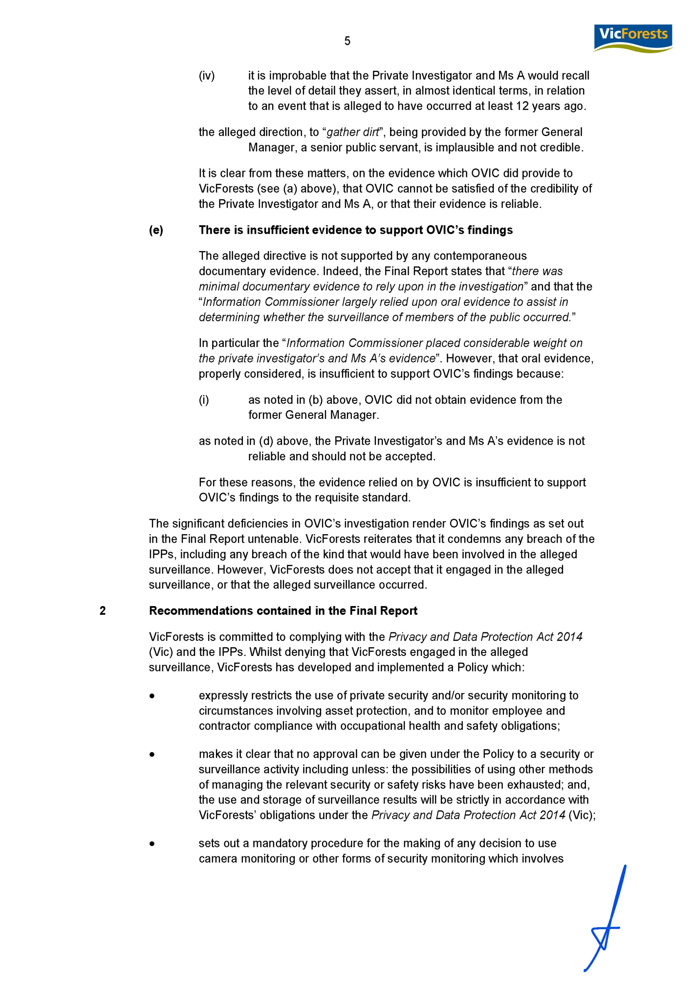 5
VicForests
(iv) it is improbable that the Private Investigator and Ms A would recall
the level of detail they assert, in almost identical terms, in relation
to an event that is alleged to have occurred at least 12 years ago.
the alleged direction, to “gather dirt”, being provided by the former General
Manager, a senior public servant, is implausible and not credible.
It is clear from these matters, on the evidence which OVIC did provide to
VicForests (see (a) above), that OVIC cannot be satisfied of the credibility of
the Private Investigator and Ms A, or that their evidence is reliable.
(e) There is insufficient evidence to support OVIC’s findings
The alleged directive is not supported by any contemporaneous
documentary evidence. Indeed, the Final Report states that “there was
minimal documentary evidence to rely upon in the investigation” and that the
“Information Commissioner largely relied upon oral evidence to assist in
determining whether the surveillance of members of the public occurred.”
In particular the “Information Commissioner placed considerable weight on
the private investigator’s and Ms A’s evidence”. However, that oral evidence,
properly considered, is insufficient to support OVIC’s findings because:
(i) as noted in (b) above, OVIC did not obtain evidence from the
former General Manager.
as noted in (d) above, the Private Investigator’s and Ms A’s evidence is not
reliable and should not be accepted.
For these reasons, the evidence relied on by OVIC is insufficient to support
OVIC’s findings to the requisite standard.
The significant deficiencies in OVIC’s investigation render OVIC’s findings as set out
in the Final Report untenable. VicForests reiterates that it condemns any breach of the
IPPs, including any breach of the kind that would have been involved in the alleged
surveillance. However, VicForests does not accept that it engaged in the alleged
surveillance, or that the alleged surveillance occurred.
2 Recommendations contained in the Final Report
VicForests is committed to complying with the Privacy and Data Protection Act 2014
(Vic) and the IPPs. Whilst denying that VicForests engaged in the alleged
surveillance, VicForests has developed and implemented a Policy which:
• expressly restricts the use of private security and/or security monitoring to
circumstances involving asset protection, and to monitor employee and
contractor compliance with occupational health and safety obligations;
• makes it clear that no approval can be given under the Policy to a security or
surveillance activity including unless: the possibilities of using other methods
of managing the relevant security or safety risks have been exhausted; and,
the use and storage of surveillance results will be strictly in accordance with
VicForests’ obligations under the Privacy and Data Protection Act 2014 (Vic);
• sets out a mandatory procedure for the making of any decision to use
camera monitoring or other forms of security monitoring which involves